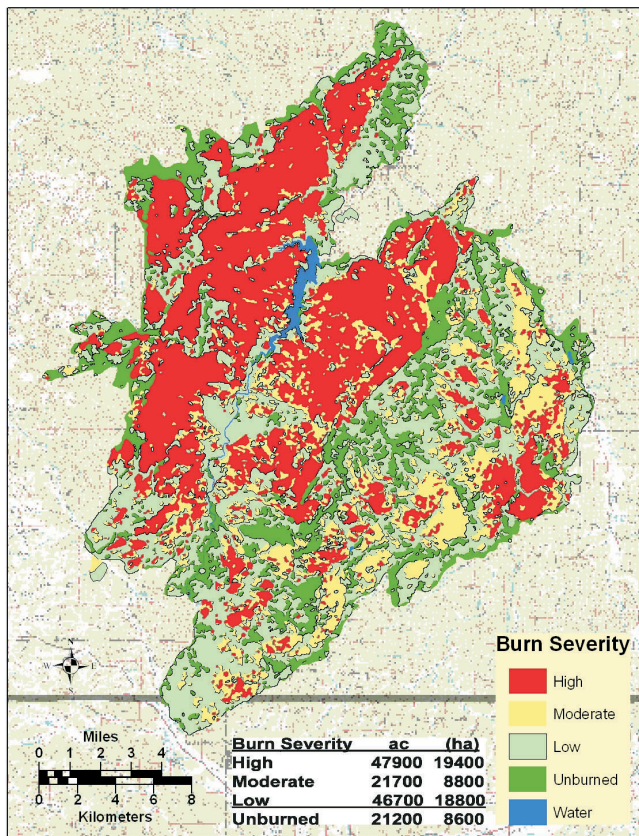 N
W E
S
Miles
0 1 2 3 4
0 2 4 6 8
Kilometers
Burn Severity ac (ha)
High 47900 19400
Moderate 21700 8800
Low 46700 18800
Unburned 21200 8600
Burn Severity
High
Moderate
Low
Unburned
Water